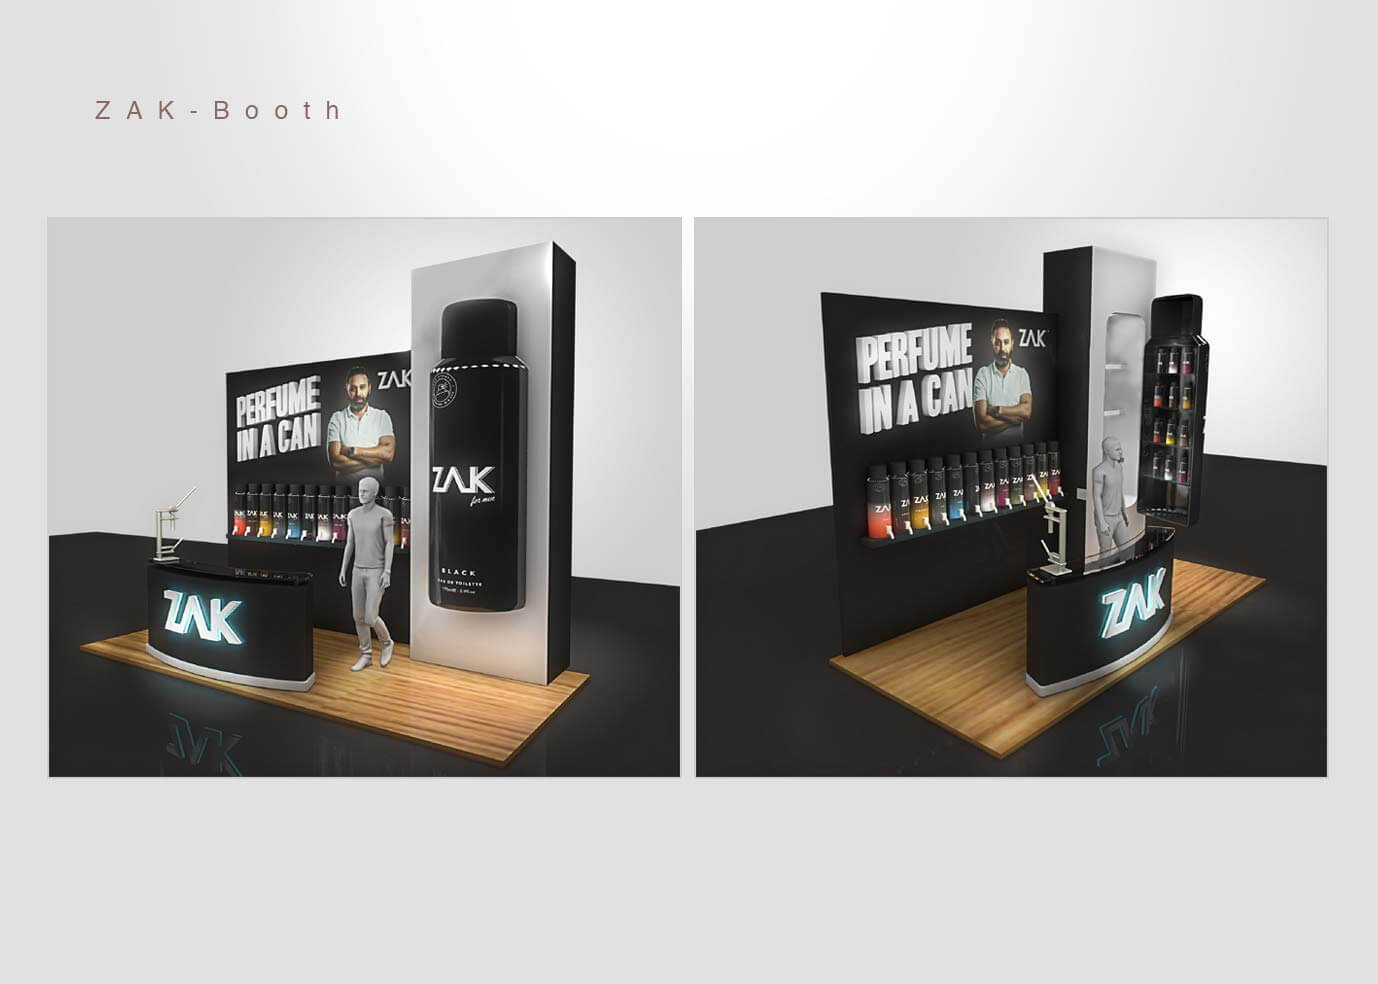 ZAK-Booth
PERFUME
IN A CAN
ZAK
ZAK
for men
BLACK
EAU DE TOILETTE
ZAK
PERFUME
IN A CAN
ZAK
ZAK